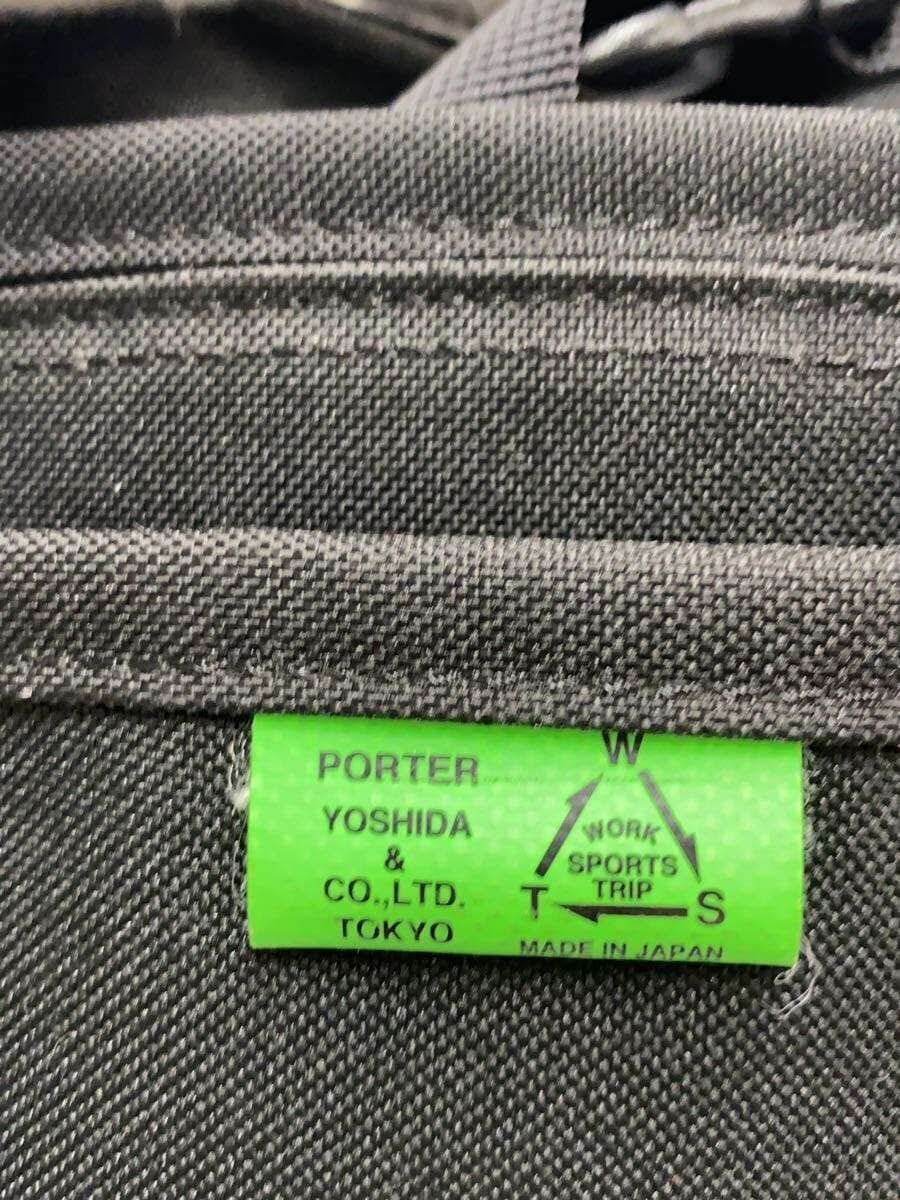 PORTER
YOSHIDA
&
CO.,LTD.
TOKYO
W
WORK
SPORTS
TRIP
T
S
MADE IN JAPAN